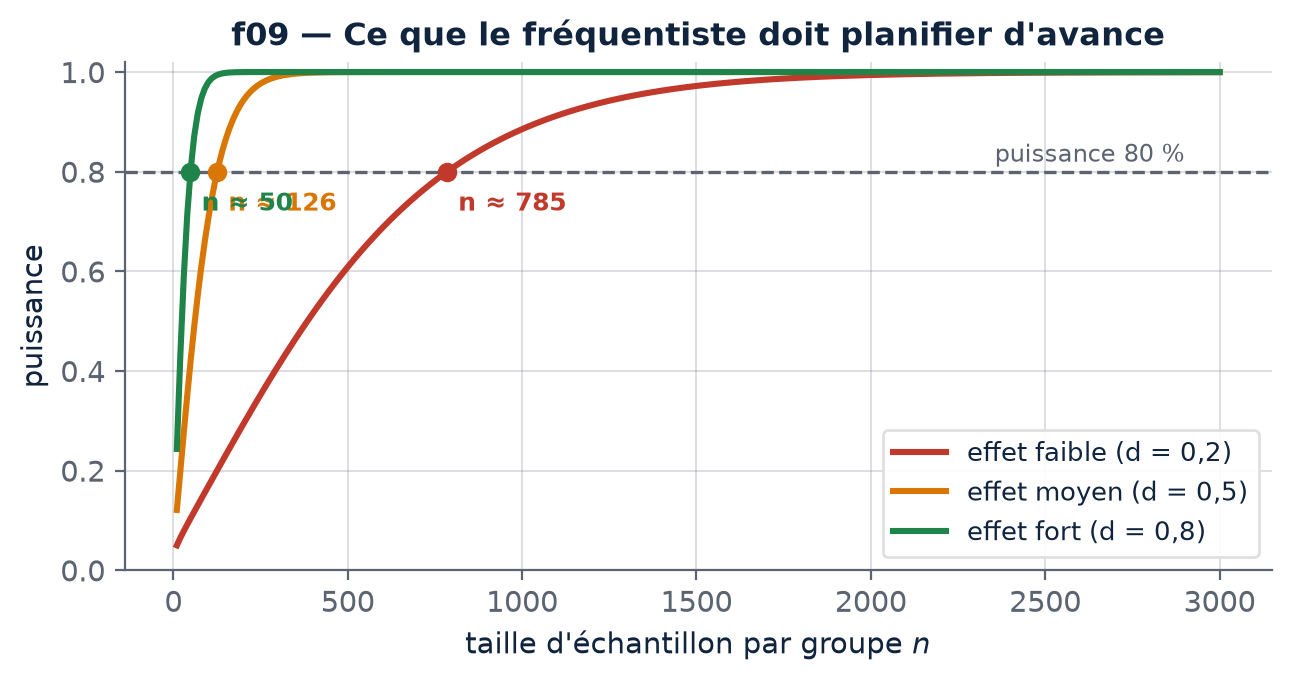 f09 — Ce que le fréquentiste doit planifier d'avance
puissance
1.0
0.8
0.6
0.4
0.2
0.0
puissance 80 %
n ≈ 50
n ≈ 126
n ≈ 785
effet faible (d = 0,2)
effet moyen (d = 0,5)
effet fort (d = 0,8)
0 500 1000 1500 2000 2500 3000
taille d'échantillon par groupe n